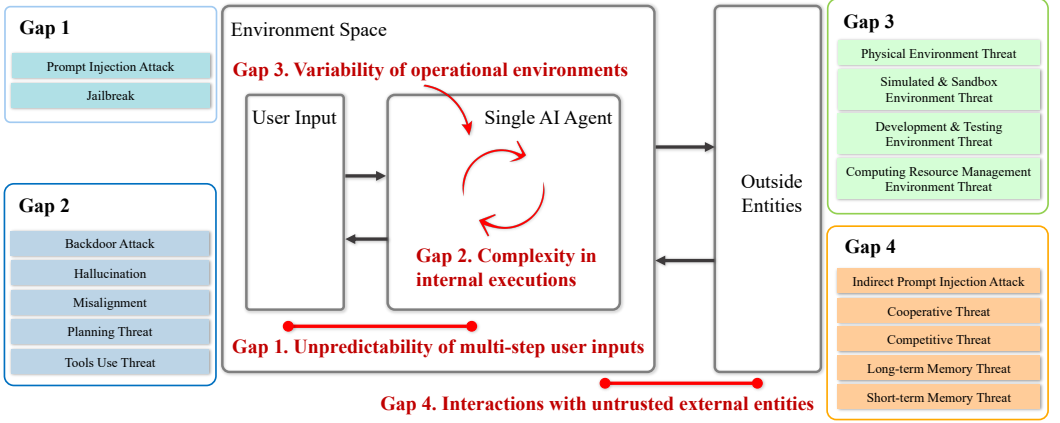 Gap 1
Prompt Injection Attack
Jailbreak
Gap 2
Backdoor Attack
Hallucination
Misalignment
Planning Threat
Tools Use Threat
Environment Space
Gap 3. Variability of operational environments
User Input
Single AI Agent
Gap 2. Complexity in
internal executions
Gap 1. Unpredictability of multi-step user inputs
Outside
Entities
Gap 4. Interactions with untrusted external entities
Gap 3
Physical Environment Threat
Simulated & Sandbox
Environment Threat
Development & Testing
Environment Threat
Computing Resource Management
Environment Threat
Gap 4
Indirect Prompt Injection Attack
Cooperative Threat
Competitive Threat
Long-term Memory Threat
Short-term Memory Threat